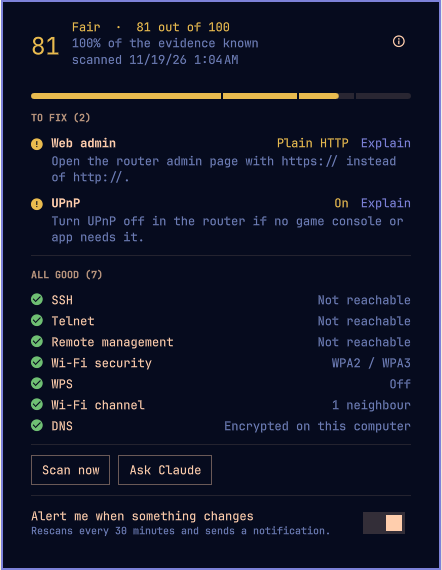 81
Fair · 81 out of 100
100% of the evidence known
scanned 11/19/26 1:04AM
TO FIX (2)
Web admin Plain HTTP Explain
Open the router admin page with https:// instead
of http://.
UPnP On Explain
Turn UPnP off in the router if no game console or
app needs it.
ALL GOOD (7)
SSH Not reachable
Telnet Not reachable
Remote management Not reachable
Wi-Fi security WPA2 / WPA3
WPS Off
Wi-Fi channel 1 neighbour
DNS Encrypted on this computer
Scan now Ask Claude
Alert me when something changes
Rescans every 30 minutes and sends a notification.